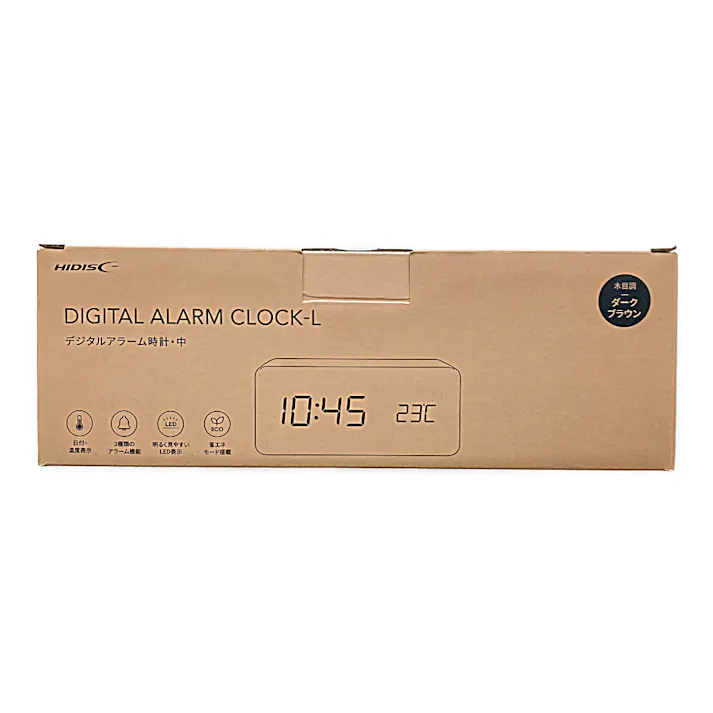 HIDISC
木目調
ダーク
ブラウン
DIGITAL ALARM CLOCK-L
デジタルアラーム時計・中
10:45 23℃
LED
ECO
日付・
温度表示
3種類の
アラーム機能
明るく見やすい
LED表示
省エネ
モード搭載